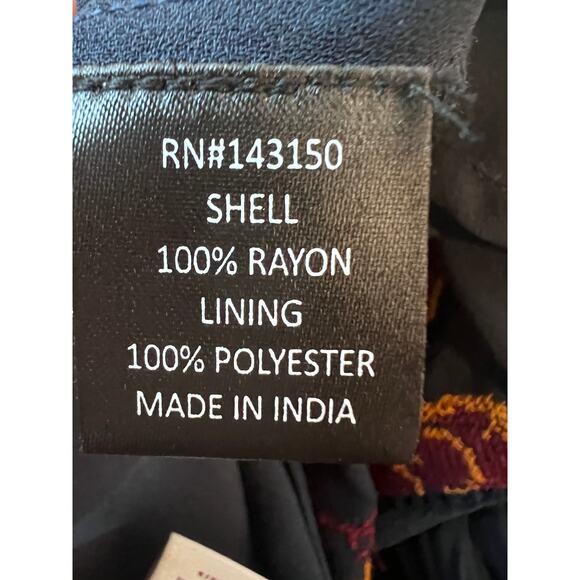 RN#143150
SHELL
100% RAYON
LINING
100% POLYESTER
MADE IN INDIA